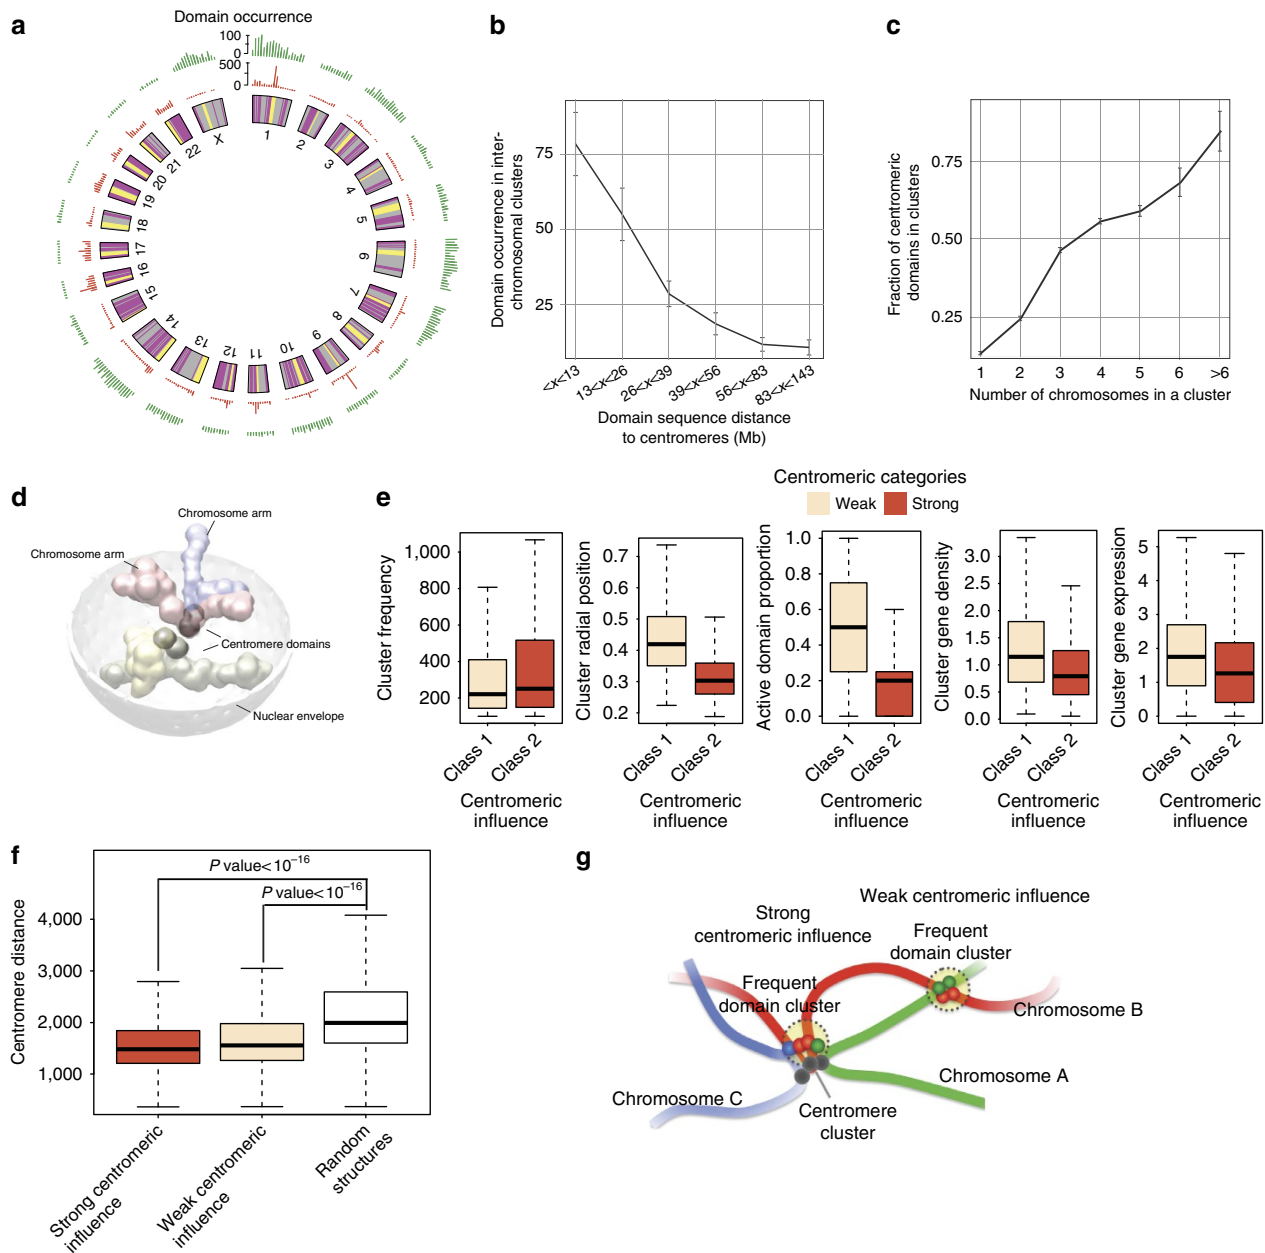 a
Domain occurrence
100
0
500
0
1
2
3
4
5
6
7
8
9
10
11
12
13
14
15
16
17
18
19
20
21
22
X
b
Domain occurrence in inter-
chromosomal clusters
75
50
25
<x<13
13<x<26
26<x<39
39<x<56
56<x<83
83<x<143
Domain sequence distance
to centromeres (Mb)
c
Fraction of centromeric
domains in clusters
0.75
0.50
0.25
1 2 3 4 5 6 >6
Number of chromosomes in a cluster
d
Chromosome arm
Chromosome arm
Centromere domains
Nuclear envelope
e
Centromeric categories
Weak Strong
Cluster frequency
1,000
800
600
400
200
Class 1 Class 2
Centromeric
influence
Cluster radial position
0.7
0.6
0.5
0.4
0.3
0.2
Class 1 Class 2
Centromeric
influence
Active domain proportion
1.0
0.8
0.6
0.4
0.2
0.0
Class 1 Class 2
Centromeric
influence
Cluster gene density
3.0
2.5
2.0
1.5
1.0
0.5
0.0
Class 1 Class 2
Centromeric
influence
Cluster gene expression
5
4
3
2
1
0
Class 1 Class 2
Centromeric
influence
f
Centromere distance
4,000
3,000
2,000
1,000
P value<10⁻¹⁶
P value<10⁻¹⁶
Strong centromeric
influence
Weak centromeric
influence
Random
structures
g
Weak centromeric influence
Strong
centromeric influence
Frequent
domain cluster
Frequent
domain cluster
Chromosome B
Chromosome A
Chromosome C
Centromere
cluster